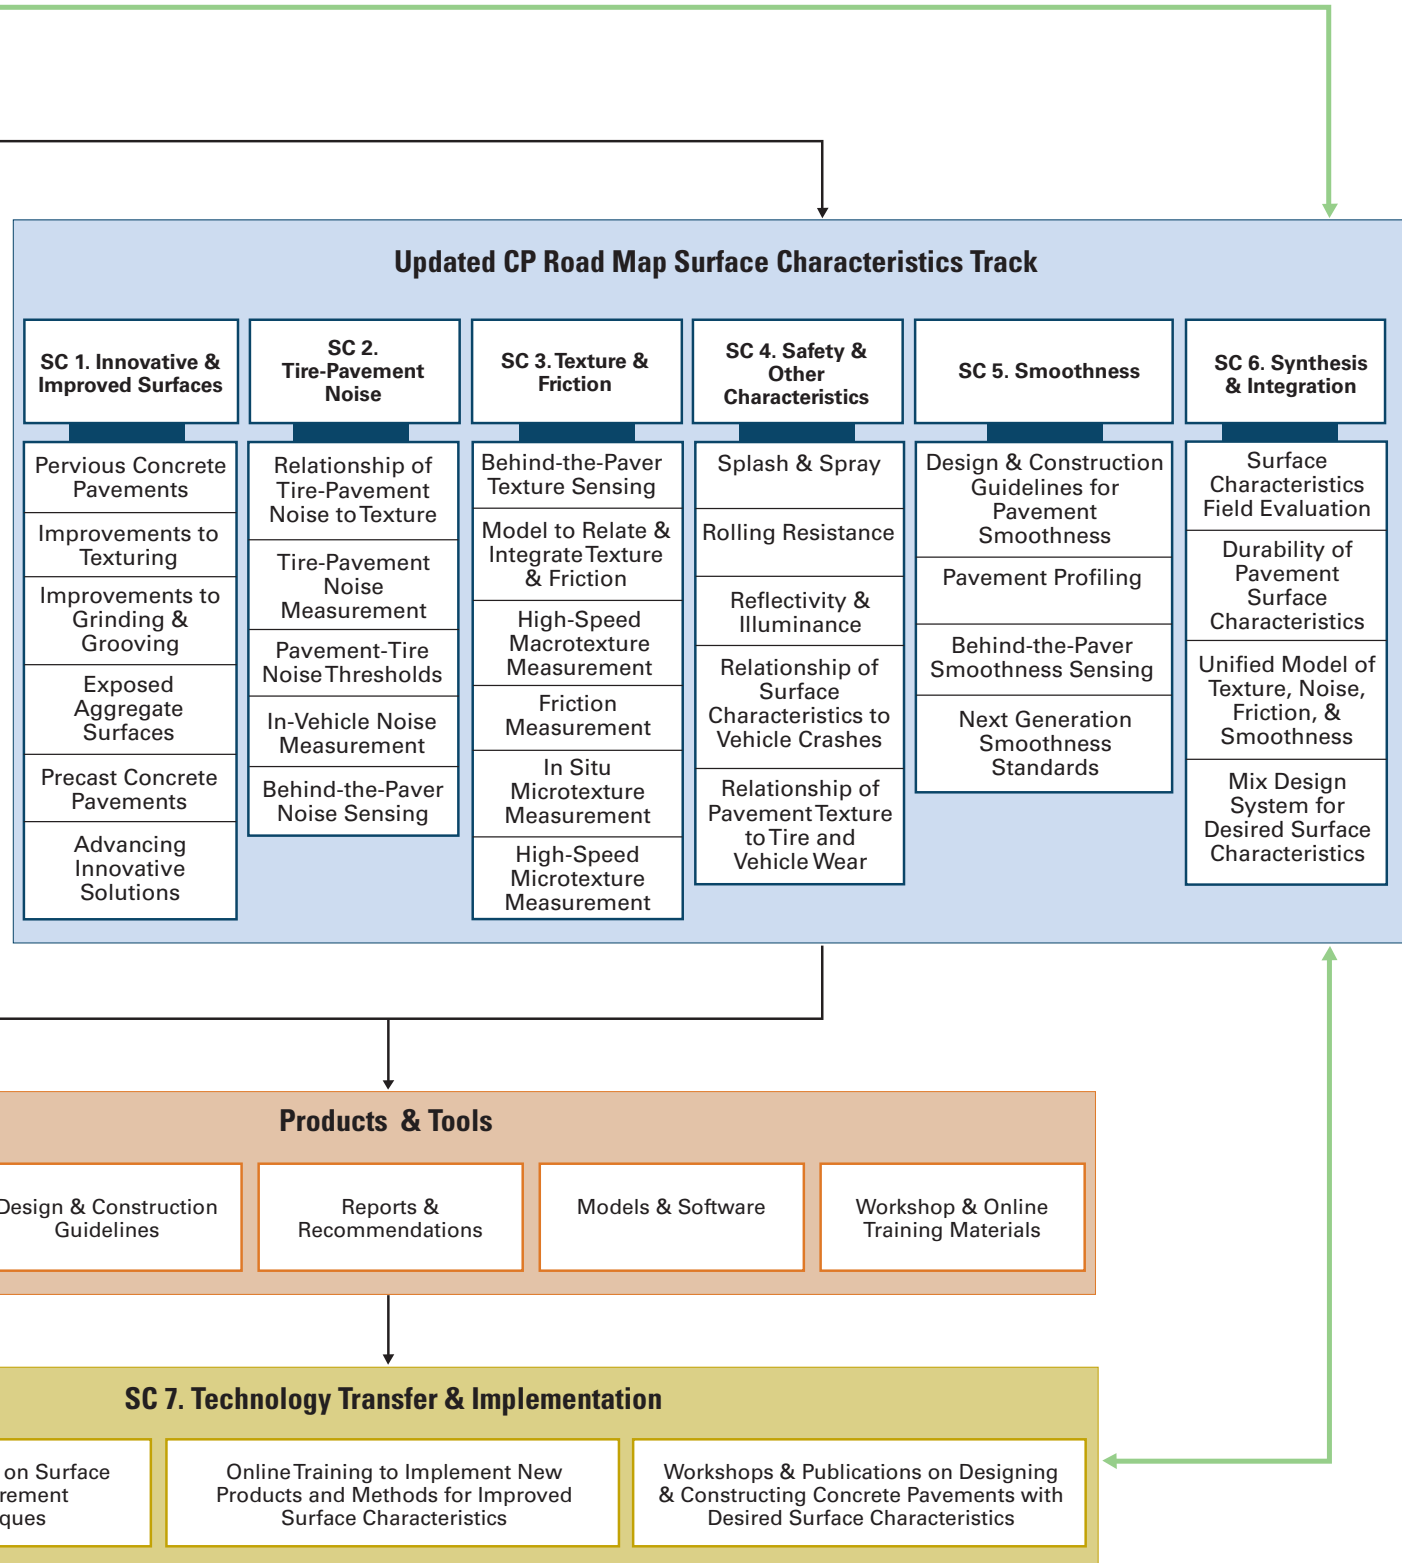 Updated CP Road Map Surface Characteristics Track
SC 1. Innovative &
Improved Surfaces
Pervious Concrete
Pavements
Improvements to
Texturing
Improvements to
Grinding &
Grooving
Exposed
Aggregate
Surfaces
Precast Concrete
Pavements
Advancing
Innovative
Solutions
SC 2.
Tire-Pavement
Noise
Relationship of
Tire-Pavement
Noise to Texture
Tire-Pavement
Noise
Measurement
Pavement-Tire
Noise Thresholds
In-Vehicle Noise
Measurement
Behind-the-Paver
Noise Sensing
SC 3. Texture &
Friction
Behind-the-Paver
Texture Sensing
Model to Relate &
Integrate Texture
& Friction
High-Speed
Macrotexture
Measurement
Friction
Measurement
In Situ
Microtexture
Measurement
High-Speed
Microtexture
Measurement
SC 4. Safety &
Other
Characteristics
Splash & Spray
Rolling Resistance
Reflectivity &
Illuminance
Relationship of
Surface
Characteristics to
Vehicle Crashes
Relationship of
Pavement Texture
to Tire and
Vehicle Wear
SC 5. Smoothness
Design & Construction
Guidelines for
Pavement
Smoothness
Pavement Profiling
Behind-the-Paver
Smoothness Sensing
Next Generation
Smoothness
Standards
SC 6. Synthesis
& Integration
Surface
Characteristics
Field Evaluation
Durability of
Pavement
Surface
Characteristics
Unified Model of
Texture, Noise,
Friction, &
Smoothness
Mix Design
System for
Desired Surface
Characteristics
Products & Tools
Design & Construction
Guidelines
Reports &
Recommendations
Models & Software
Workshop & Online
Training Materials
SC 7. Technology Transfer & Implementation
on Surface
rement
ques
Online Training to Implement New
Products and Methods for Improved
Surface Characteristics
Workshops & Publications on Designing
& Constructing Concrete Pavements with
Desired Surface Characteristics